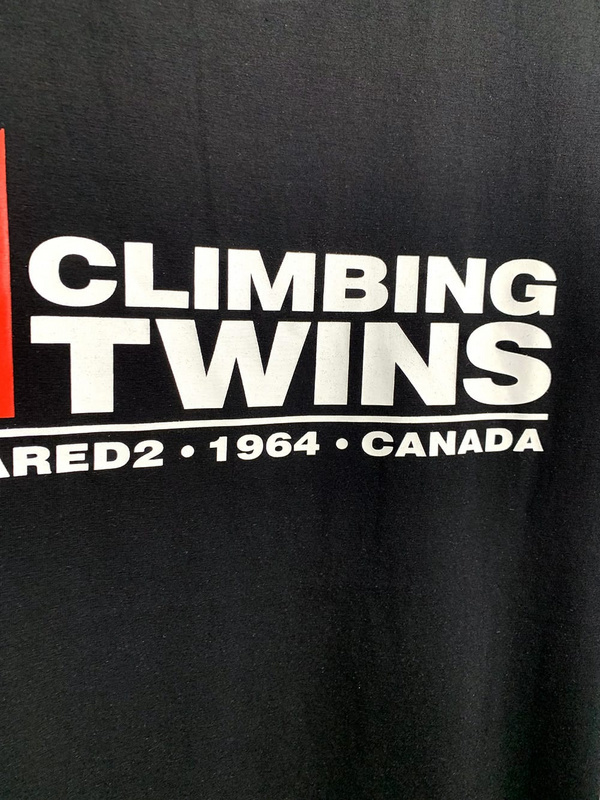 CLIMBING
TWINS
ARED2 • 1964 • CANADA